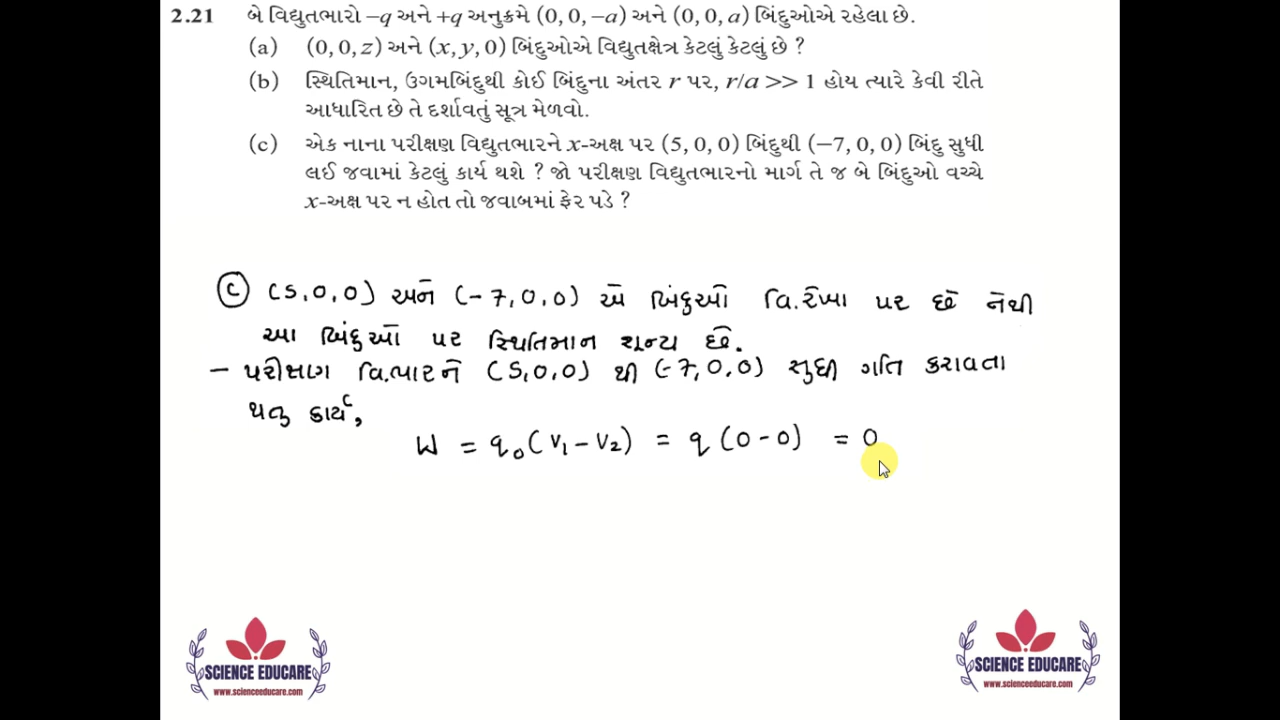 2.21 બે વિદ્યુતભારો –q અને +q અનુક્રમે (0, 0, –a) અને (0, 0, a) બિંદુઓએ રહેલા છે.
(a) (0, 0, z) અને (x, y, 0) બિંદુઓએ વિદ્યુતક્ષેત્ર કેટલું કેટલું છે ?
(b) સ્થિતિમાન, ઉગમબિંદુથી કોઈ બિંદુના અંતર r પર, r/a >> 1 હોય ત્યારે કેવી રીતે
આધારિત છે તે દર્શાવતું સૂત્ર મેળવો.
(c) એક નાના પરીક્ષણ વિદ્યુતભારને x-અક્ષ પર (5, 0, 0) બિંદુથી (–7, 0, 0) બિંદુ સુધી
લઈ જવામાં કેટલું કાર્ય થશે ? જો પરીક્ષણ વિદ્યુતભારનો માર્ગ તે જ બે બિંદુઓ વચ્ચે
x-અક્ષ પર ન હોત તો જવાબમાં ફેર પડે ?
(c) (5,0,0) અને (-7,0,0) એ બિંદુઓ વિ.રેખા પર છે તેથી
આ બિંદુઓ પર સ્થિતિમાન શૂન્ય છે.
- પરીક્ષાણ વિ.ભારને (5,0,0) થી (-7,0,0) સુધી ગતિ કરાવતા
થતુ કાર્ય,
W = q₀(V₁ - V₂) = q (0 - 0) = 0
SCIENCE EDUCARE
www.scienceeducare.com
SCIENCE EDUCARE
www.scienceeducare.com